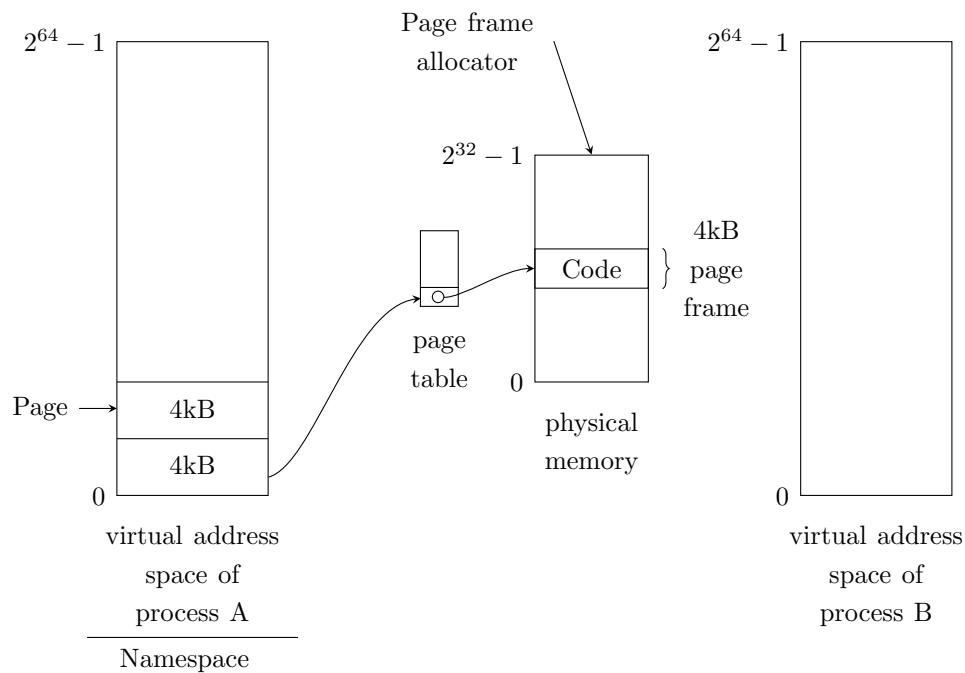 Page frame
allocator
2^64 − 1
2^64 − 1
2^32 − 1
4kB
page
frame
Code
page
table
0
Page
4kB
4kB
physical
memory
0
0
virtual address
space of
process A
Namespace
virtual address
space of
process B